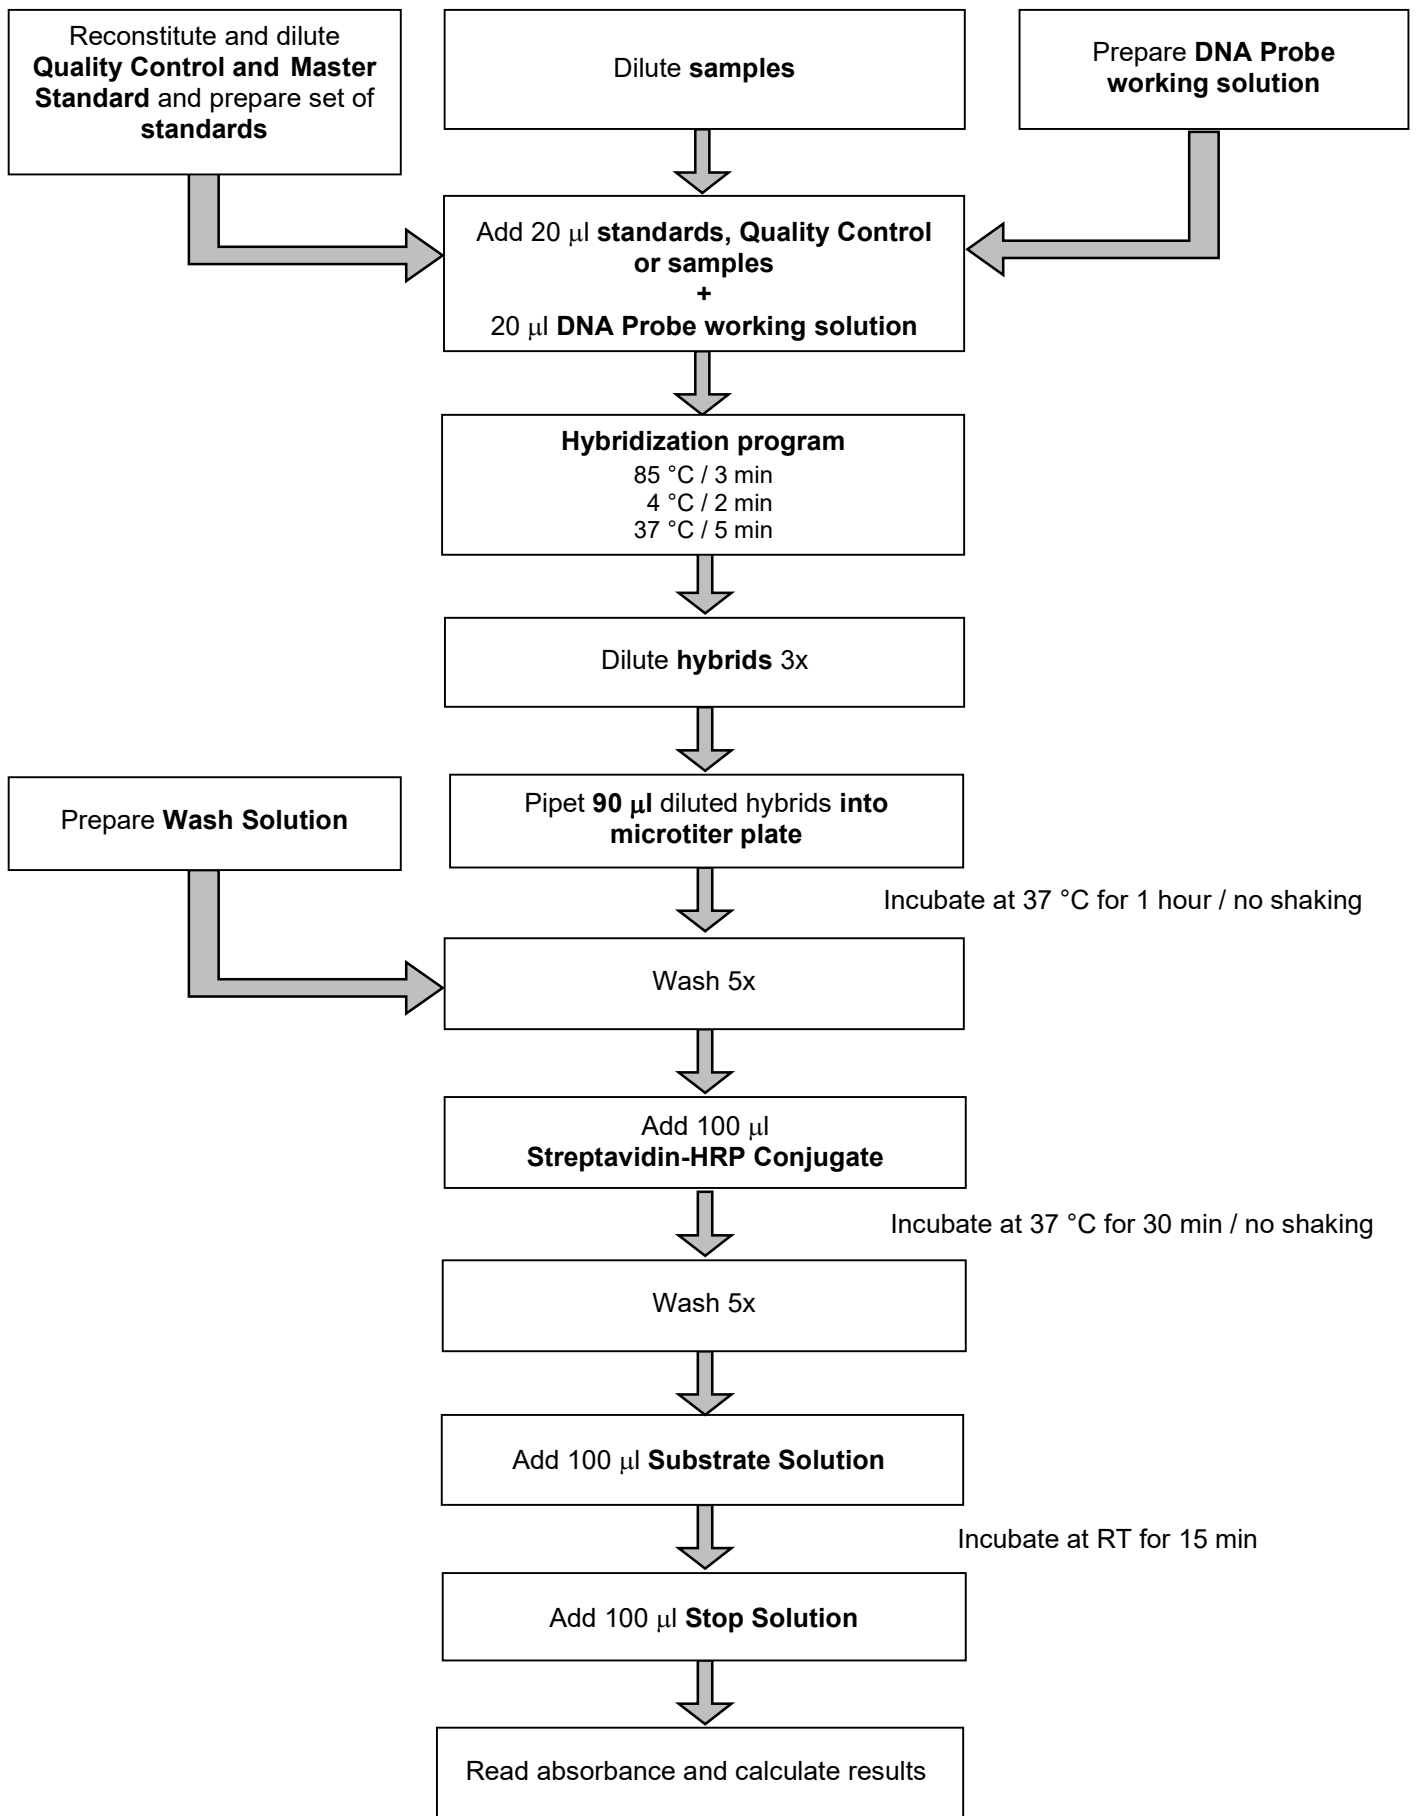 Reconstitute and dilute
Quality Control and Master
Standard and prepare set of
standards
Dilute samples
Prepare DNA Probe
working solution
Add 20 µl standards, Quality Control
or samples
+
20 µl DNA Probe working solution
Hybridization program
85 °C / 3 min
4 °C / 2 min
37 °C / 5 min
Dilute hybrids 3x
Pipet 90 µl diluted hybrids into
microtiter plate
Prepare Wash Solution
Incubate at 37 °C for 1 hour / no shaking
Wash 5x
Add 100 µl
Streptavidin-HRP Conjugate
Incubate at 37 °C for 30 min / no shaking
Wash 5x
Add 100 µl Substrate Solution
Incubate at RT for 15 min
Add 100 µl Stop Solution
Read absorbance and calculate results